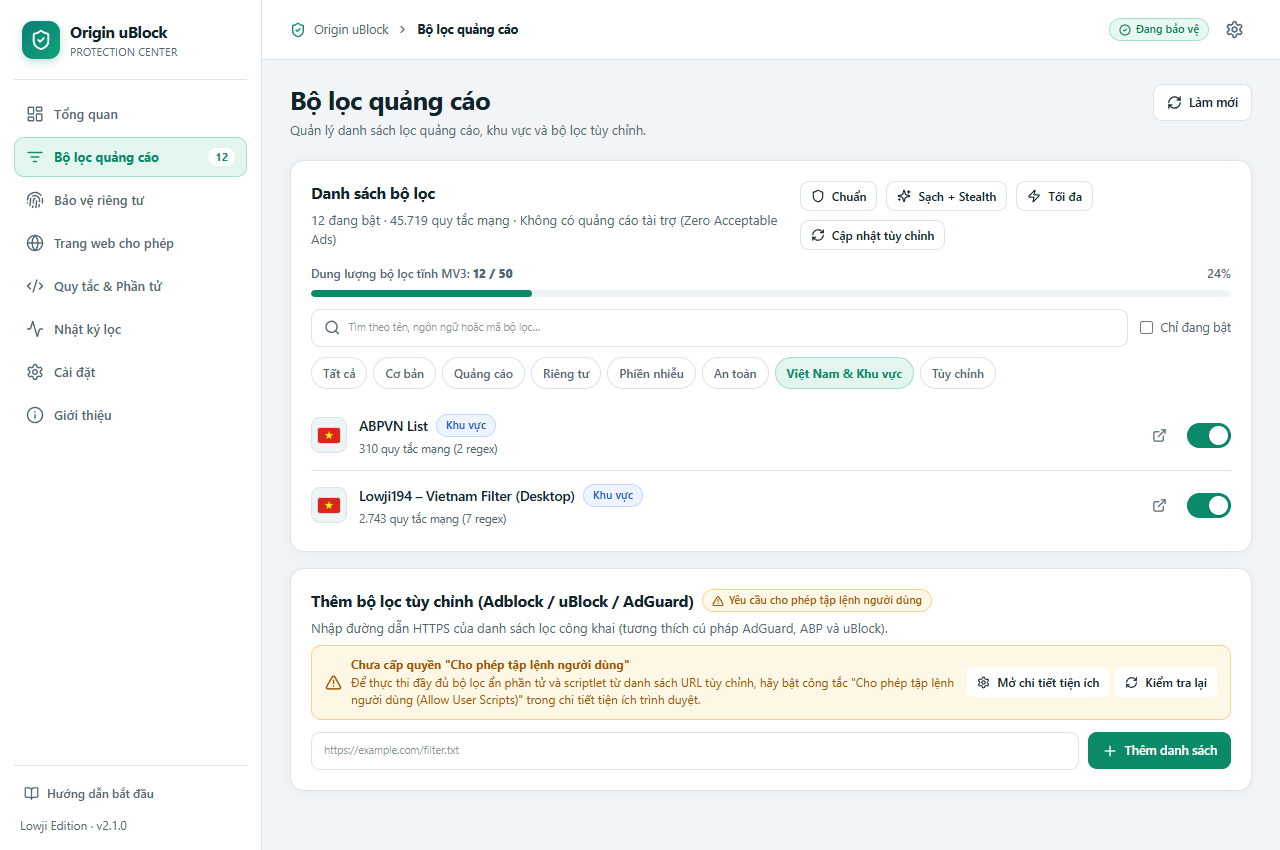 Origin uBlock
PROTECTION CENTER
Tổng quan
Bộ lọc quảng cáo
12
Bảo vệ riêng tư
Trang web cho phép
Quy tắc & Phần tử
Nhật ký lọc
Cài đặt
Giới thiệu
Hướng dẫn bắt đầu
Lowji Edition · v2.1.0
Origin uBlock > Bộ lọc quảng cáo
Đang bảo vệ
Bộ lọc quảng cáo
Quản lý danh sách lọc quảng cáo, khu vực và bộ lọc tùy chỉnh.
Làm mới
Danh sách bộ lọc
12 đang bật · 45.719 quy tắc mạng · Không có quảng cáo tài trợ (Zero Acceptable
Ads)
Chuẩn
Sạch + Stealth
Tối đa
Cập nhật tùy chỉnh
Dung lượng bộ lọc tĩnh MV3: 12 / 50
24%
Tìm theo tên, ngôn ngữ hoặc mã bộ lọc...
Chỉ đang bật
Tất cả
Cơ bản
Quảng cáo
Riêng tư
Phiền nhiễu
An toàn
Việt Nam & Khu vực
Tùy chỉnh
ABPVN List
Khu vực
310 quy tắc mạng (2 regex)
Lowji194 – Vietnam Filter (Desktop)
Khu vực
2.743 quy tắc mạng (7 regex)
Thêm bộ lọc tùy chỉnh (Adblock / uBlock / AdGuard)
Yêu cầu cho phép tập lệnh người dùng
Nhập đường dẫn HTTPS của danh sách lọc công khai (tương thích cú pháp AdGuard, ABP và uBlock).
Chưa cấp quyền "Cho phép tập lệnh người dùng"
Để thực thi đầy đủ bộ lọc ẩn phần tử và scriptlet từ danh sách URL tùy chỉnh, hãy bật công tắc "Cho phép tập lệnh
người dùng (Allow User Scripts)" trong chi tiết tiện ích trình duyệt.
Mở chi tiết tiện ích
Kiểm tra lại
https://example.com/filter.txt
Thêm danh sách